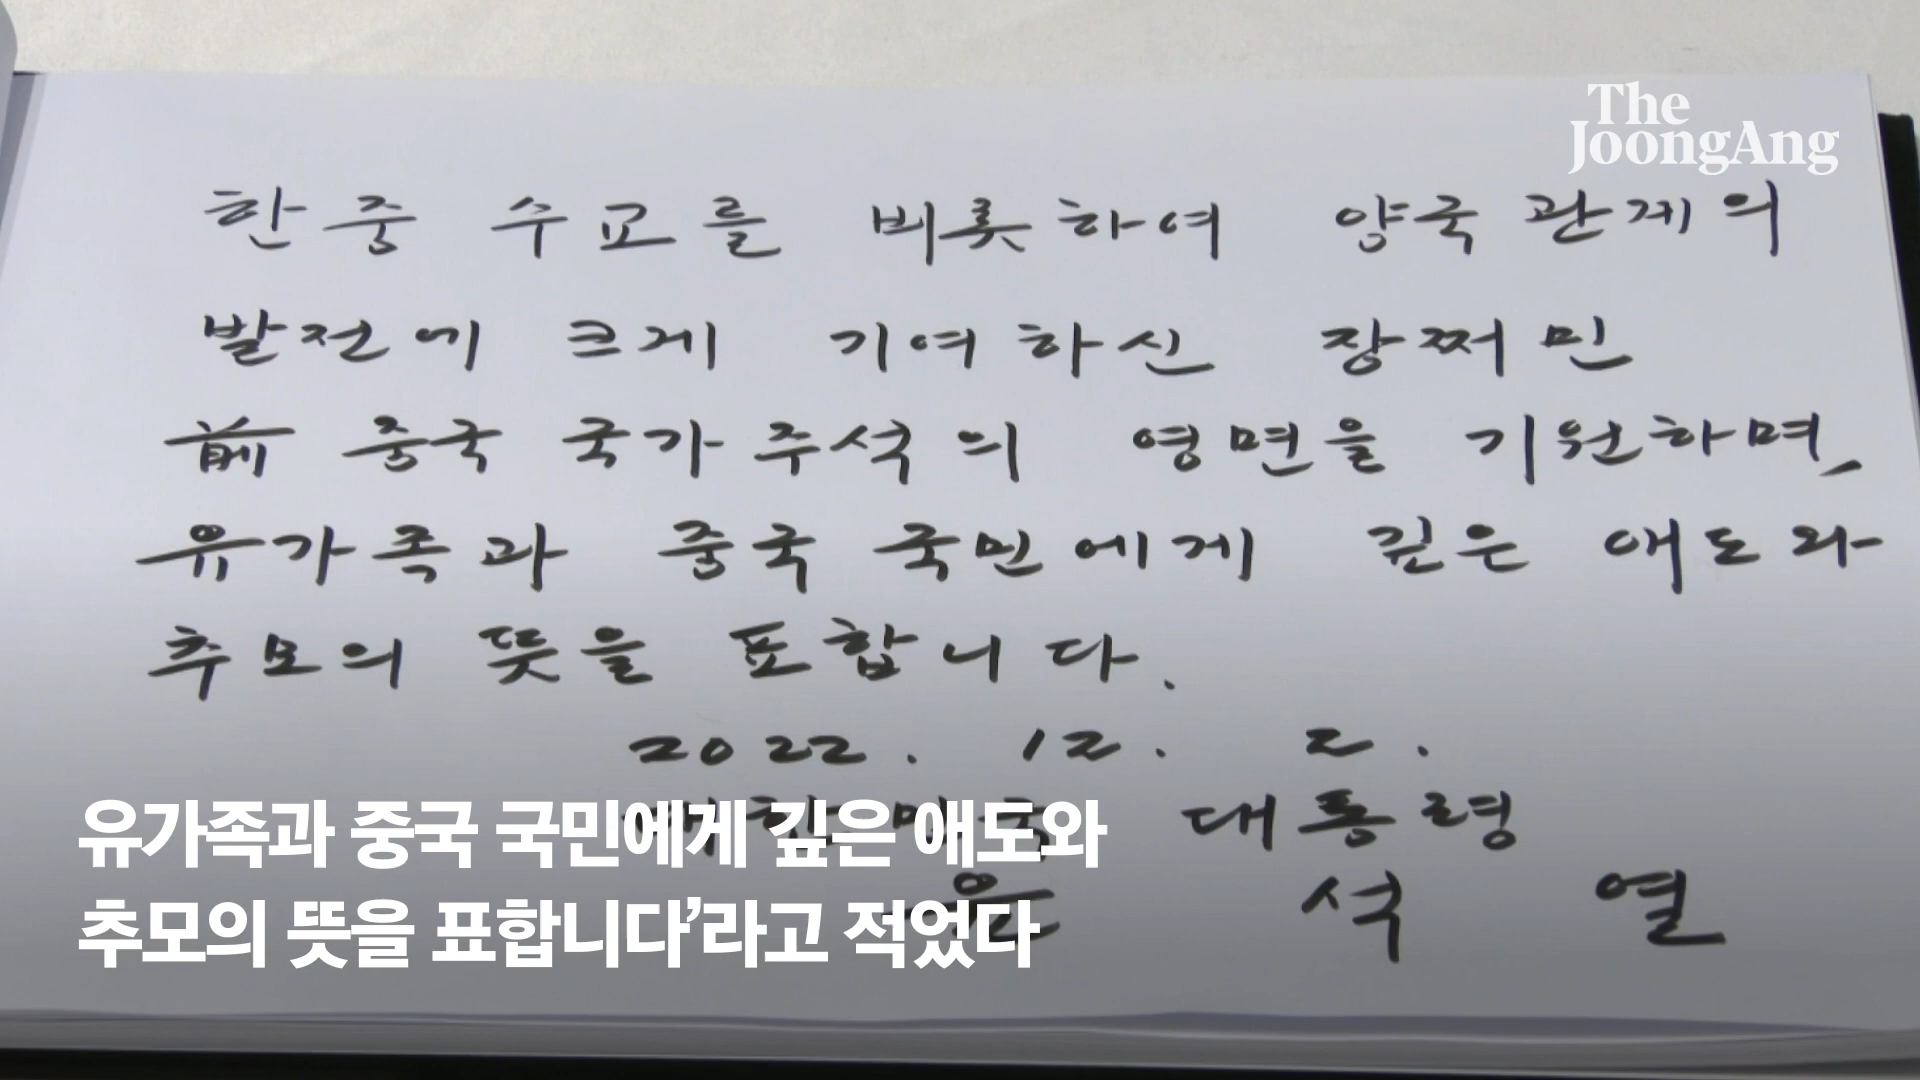 The
JoongAng
한중 수교를 비롯하여 양국관계의
발전에 크게 기여하신 장쩌민
前 중국 국가주석의 영면을 기원하며,
유가족과 중국 국민에게 깊은 애도와
추모의 뜻을 표합니다.
2022. 12. 2.
대한민국 대통령
윤 석 열
유가족과 중국 국민에게 깊은 애도와
추모의 뜻을 표합니다’라고 적었다